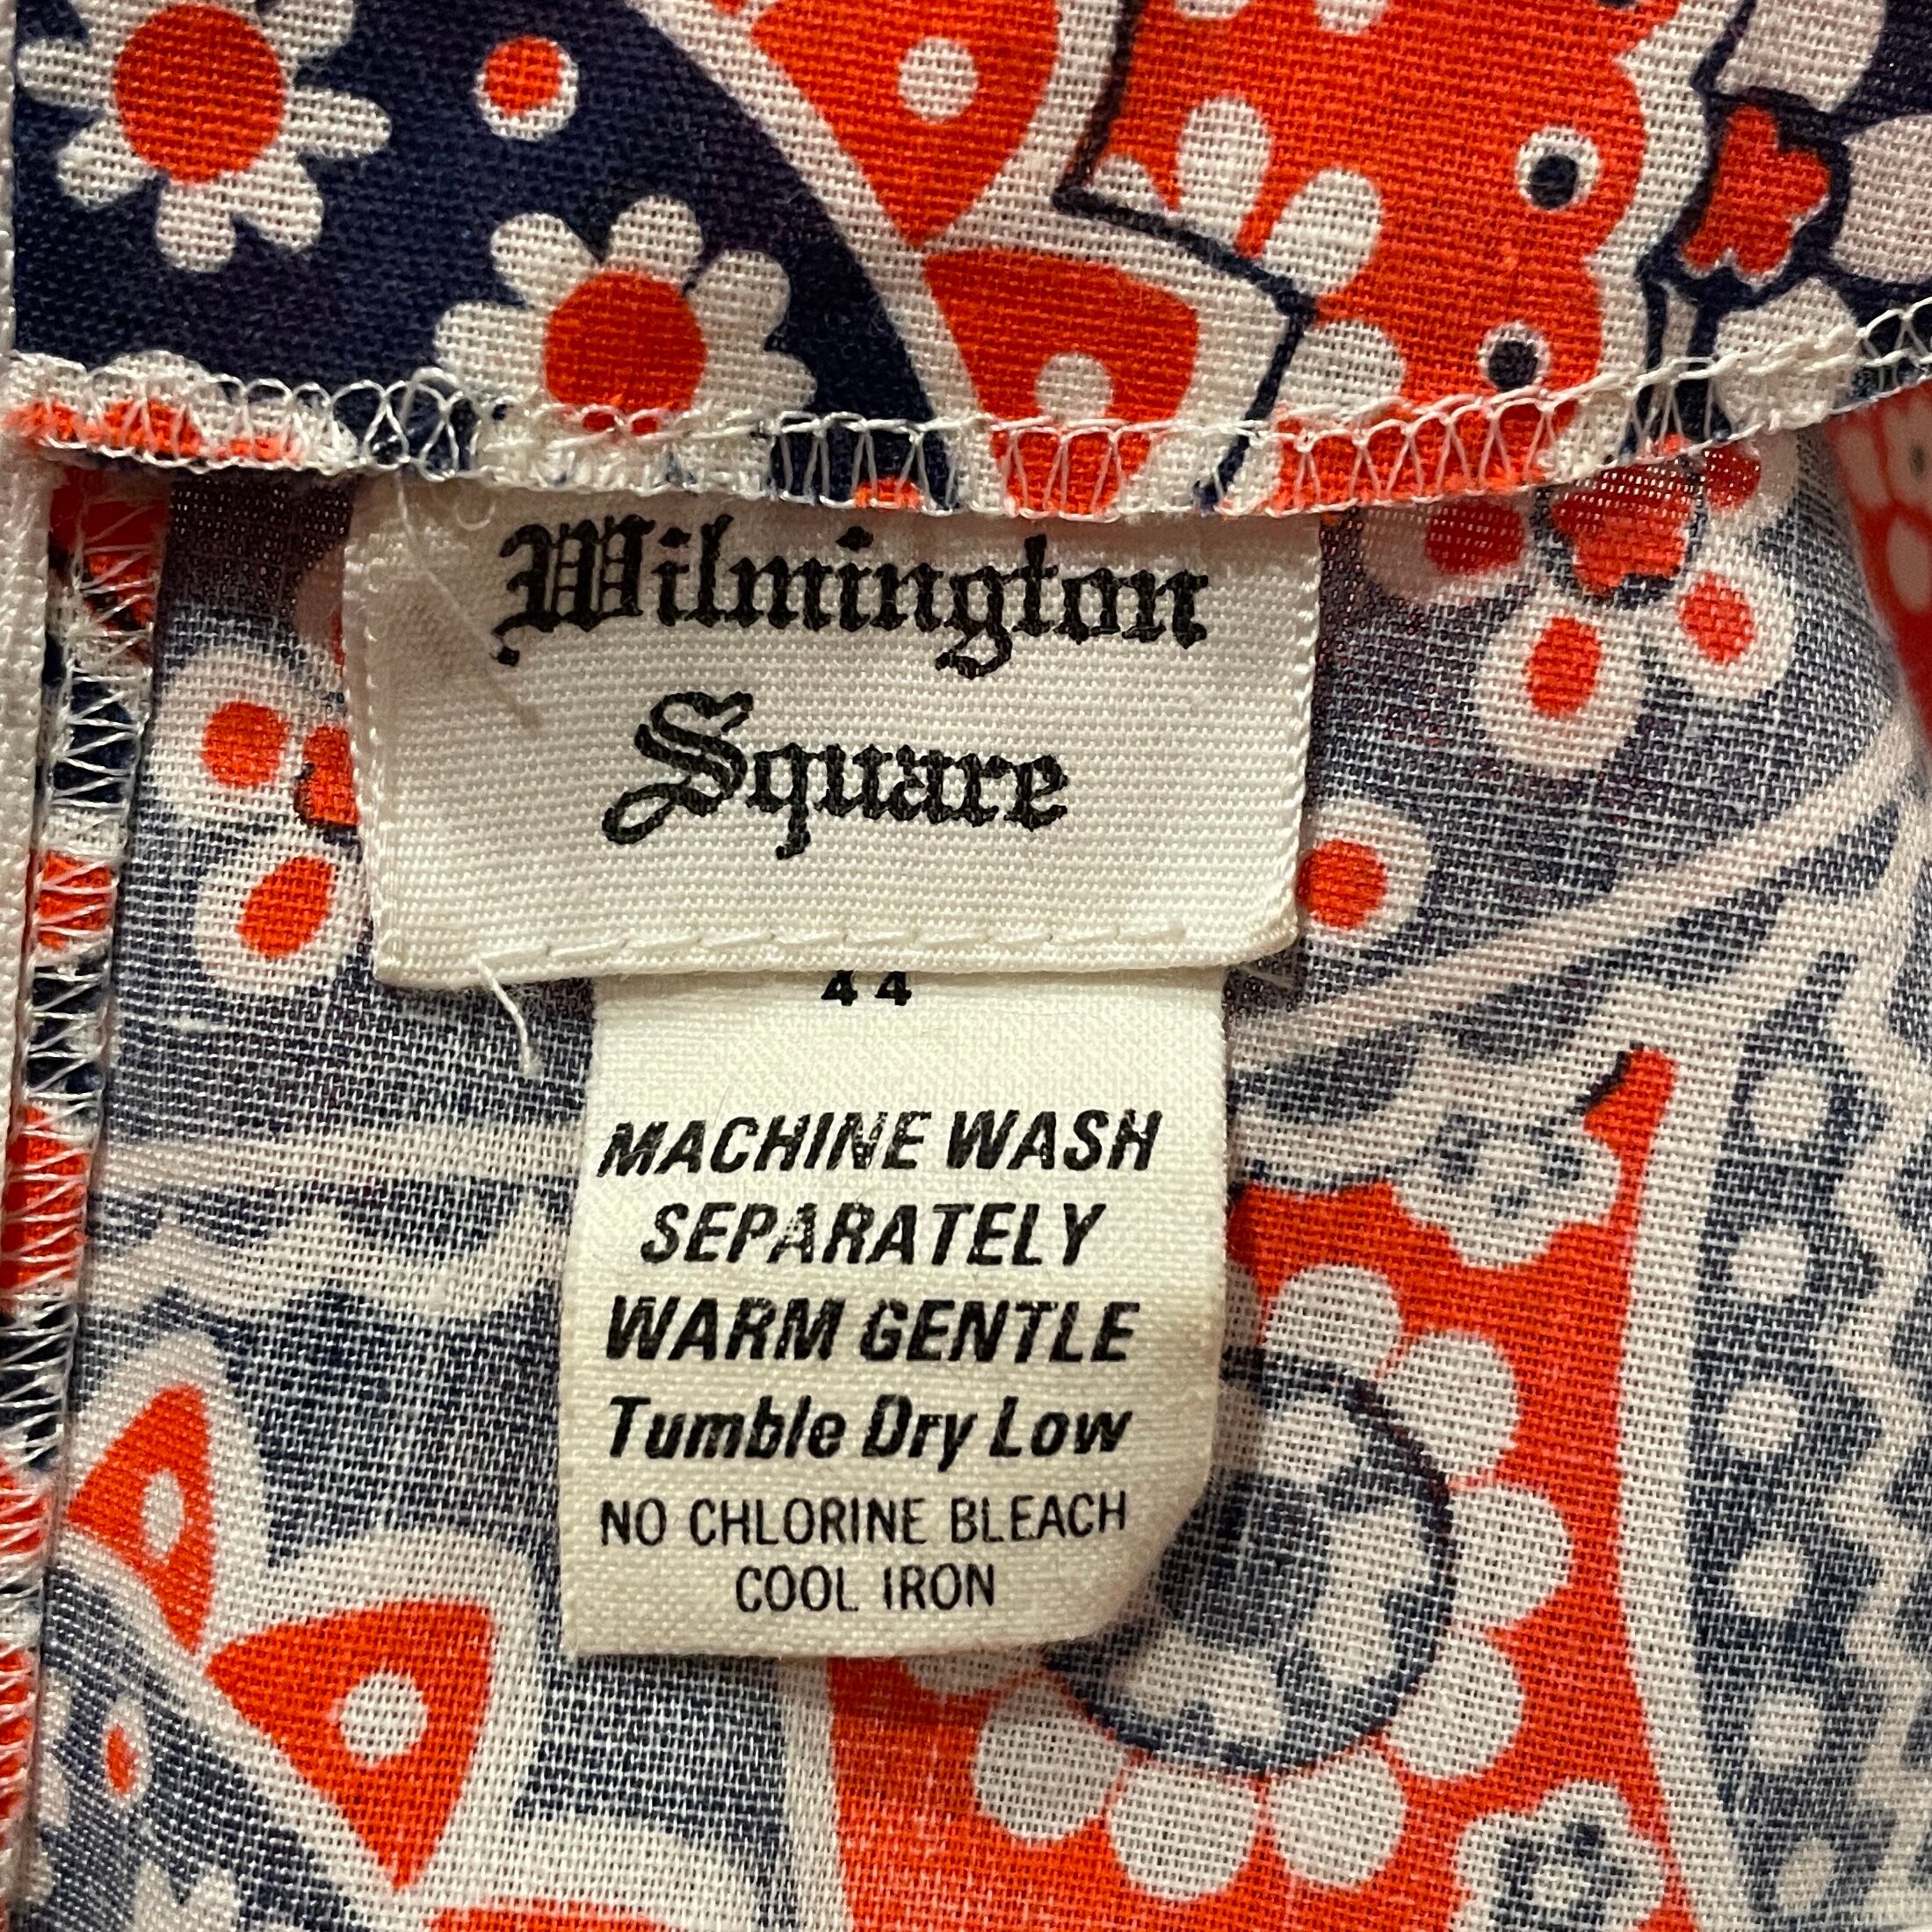 Wilmington
Square
44
MACHINE WASH
SEPARATELY
WARM GENTLE
Tumble Dry Low
NO CHLORINE BLEACH
COOL IRON